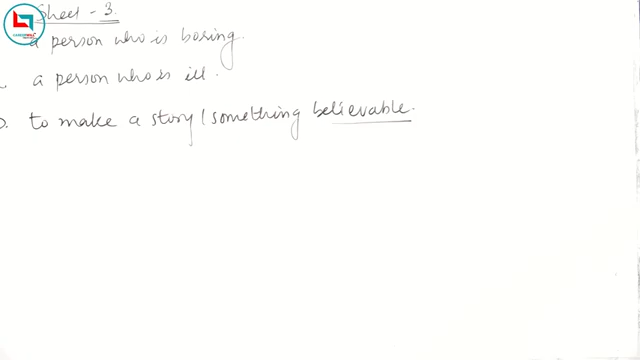 Sheet - 3.
a person who is boring.
a person who is ill.
to make a story / something believable.